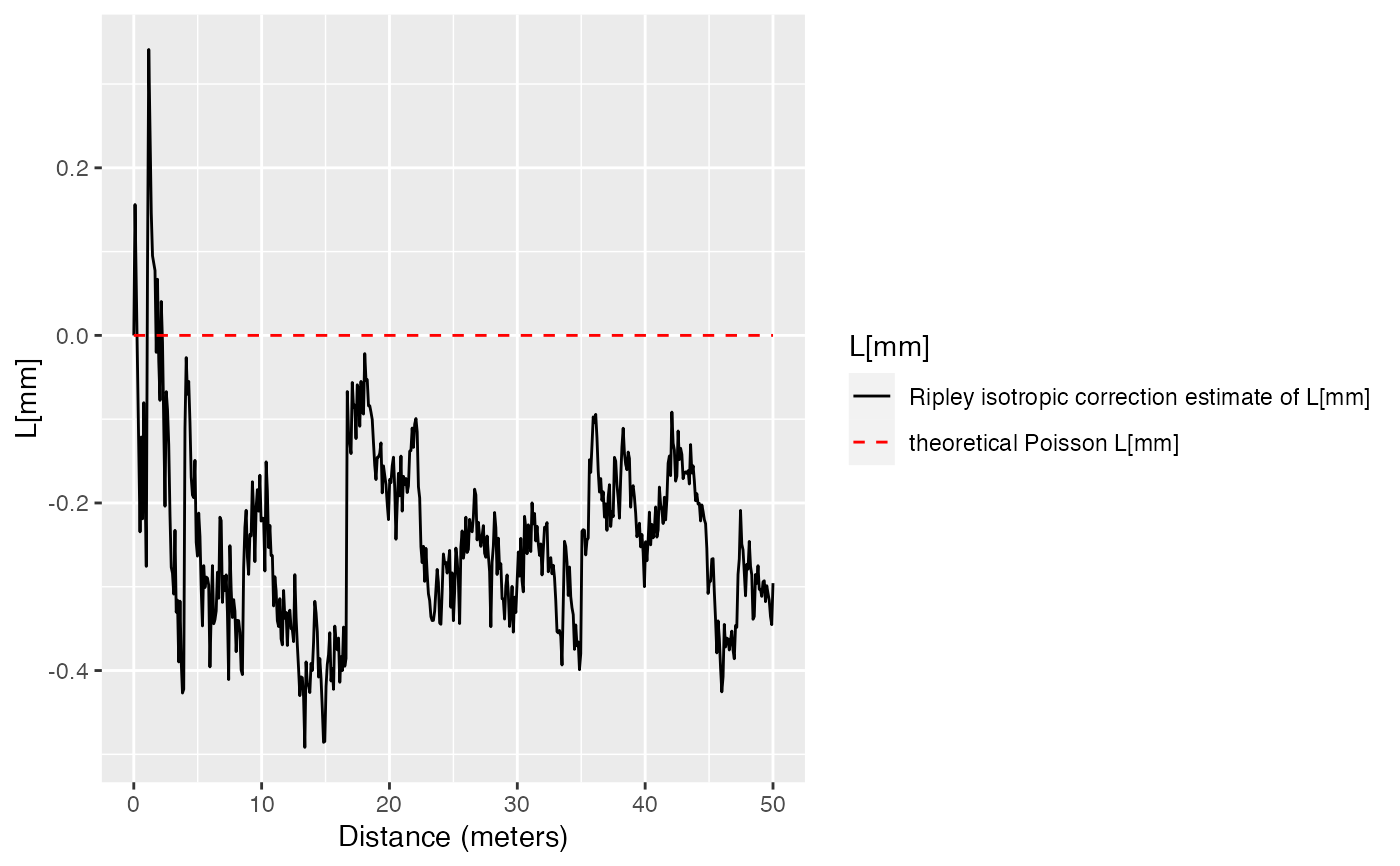 0.2
0.0
-0.2
-0.4
L[mm]
0 10 20 30 40 50
Distance (meters)
L[mm]
Ripley isotropic correction estimate of L[mm]
theoretical Poisson L[mm]